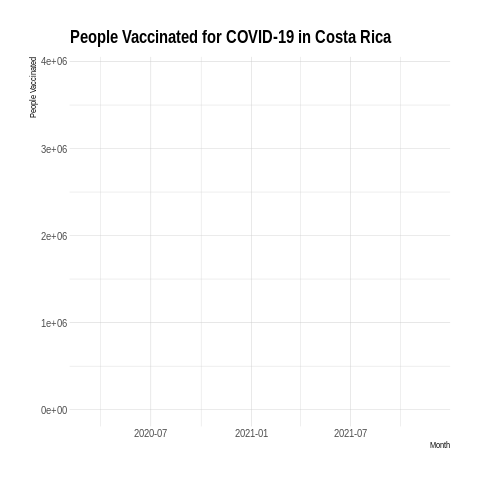 People Vaccinated for COVID-19 in Costa Rica
People Vaccinated
4e+06
3e+06
2e+06
1e+06
0e+00
2020-07 2021-01 2021-07
Month